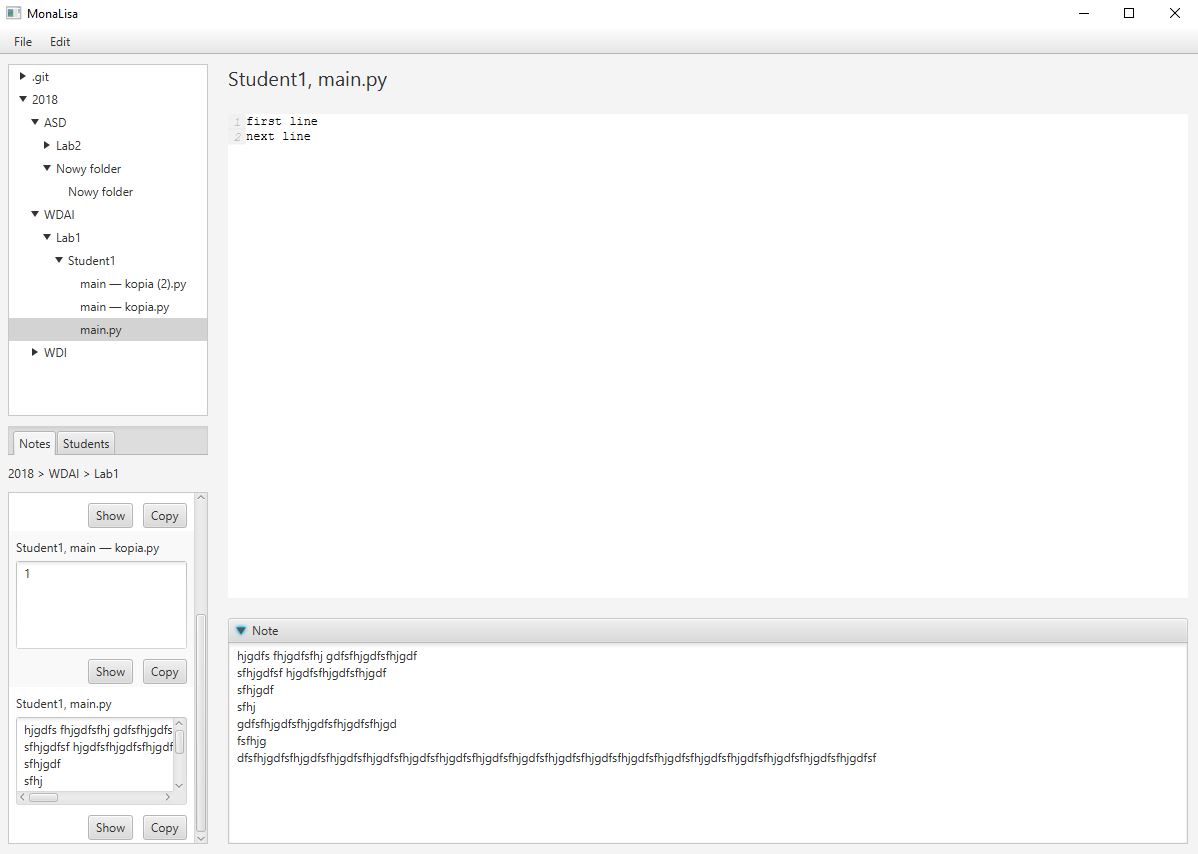 MonaLisa
File Edit
.git
2018
ASD
Lab2
Nowy folder
Nowy folder
WDAI
Lab1
Student1
main — kopia (2).py
main — kopia.py
main.py
WDI
Notes Students
2018 > WDAI > Lab1
Show Copy
Student1, main — kopia.py
1
Show Copy
Student1, main.py
hjgdfs fhjgdfsfhj gdfsfhjgdfs
sfhjgdfsf hjgdfsfhjgdfsfhjgdf
sfhjgdf
sfhj
Show Copy
Student1, main.py
1 first line
2 next line
Note
hjgdfs fhjgdfsfhj gdfsfhjgdfsfhjgdf
sfhjgdfsf hjgdfsfhjgdfsfhjgdf
sfhjgdf
sfhj
gdfsfhjgdfsfhjgdfsfhjgdfsfhjgd
fsfhjg